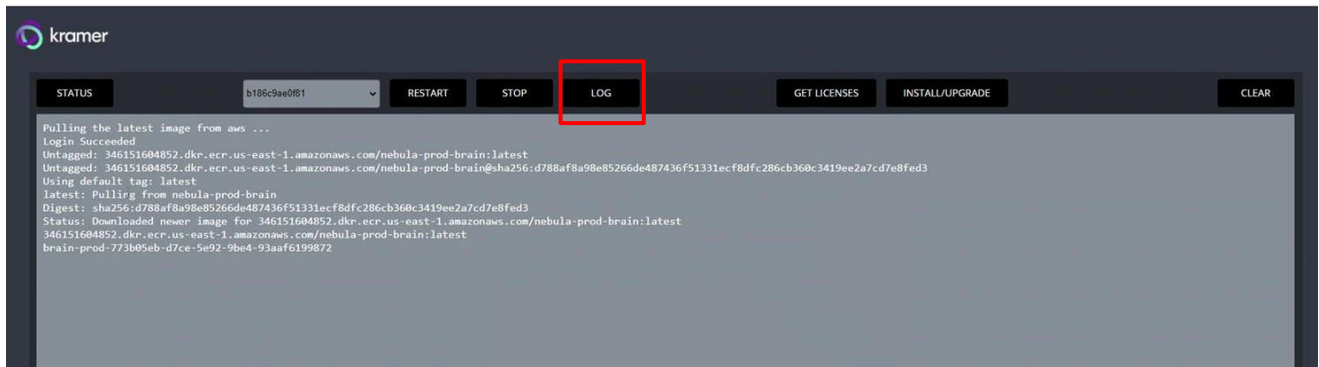 kramer
STATUS
b186c9ae0f81
RESTART
STOP
LOG
GET LICENSES
INSTALL/UPGRADE
CLEAR
Pulling the latest image from aws ...
Login Succeeded
Untagged: 346151604852.dkr.ecr.us-east-1.amazonaws.com/nebula-prod-brain:latest
Untagged: 346151604852.dkr.ecr.us-east-1.amazonaws.com/nebula-prod-brain@sha256:d788af8a98e85266de487436f51331ecf8dfc286cb360c3419ee2a7cd7e8fed3
Using default tag: latest
latest: Pulling from nebula-prod-brain
Digest: sha256:d788af8a98e85266de487436f51331ecf8dfc286cb360c3419ee2a7cd7e8fed3
Status: Downloaded newer image for 346151604852.dkr.ecr.us-east-1.amazonaws.com/nebula-prod-brain:latest
346151604852.dkr.ecr.us-east-1.amazonaws.com/nebula-prod-brain:latest
brain-prod-773b05eb-d7ce-5e92-9be4-93aaf6199872